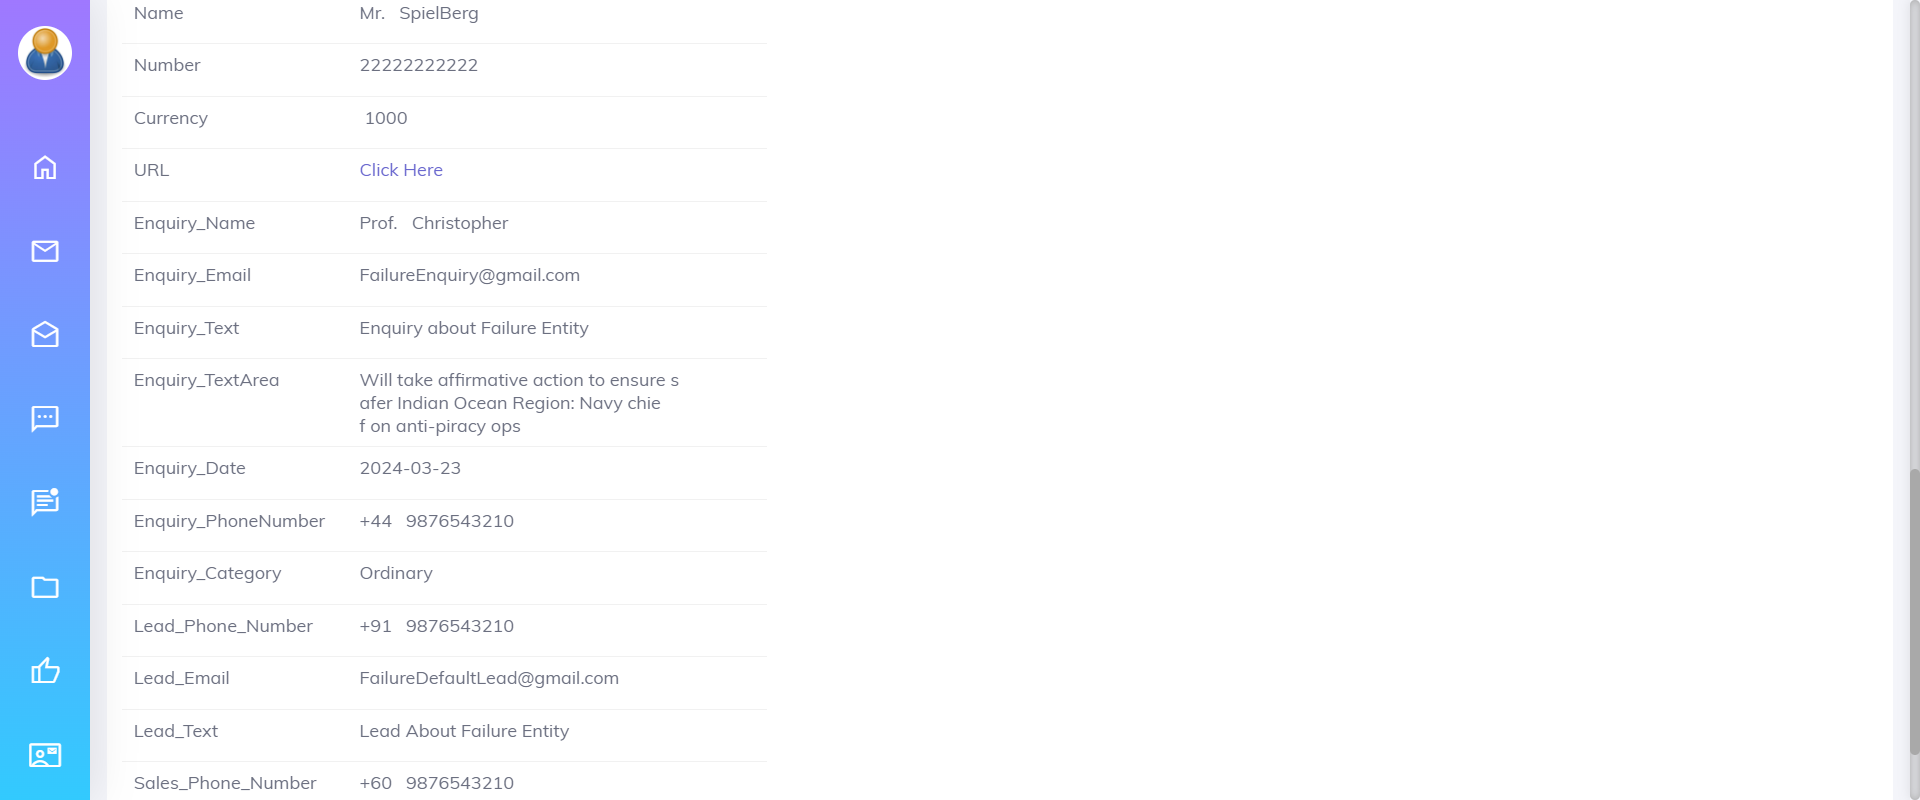 Name Mr. SpielBerg
Number 22222222222
Currency 1000
URL Click Here
Enquiry_Name Prof. Christopher
Enquiry_Email FailureEnquiry@gmail.com
Enquiry_Text Enquiry about Failure Entity
Enquiry_TextArea Will take affirmative action to ensure s
afer Indian Ocean Region: Navy chie
f on anti-piracy ops
Enquiry_Date 2024-03-23
Enquiry_PhoneNumber +44 9876543210
Enquiry_Category Ordinary
Lead_Phone_Number +91 9876543210
Lead_Email FailureDefaultLead@gmail.com
Lead_Text Lead About Failure Entity
Sales_Phone_Number +60 9876543210